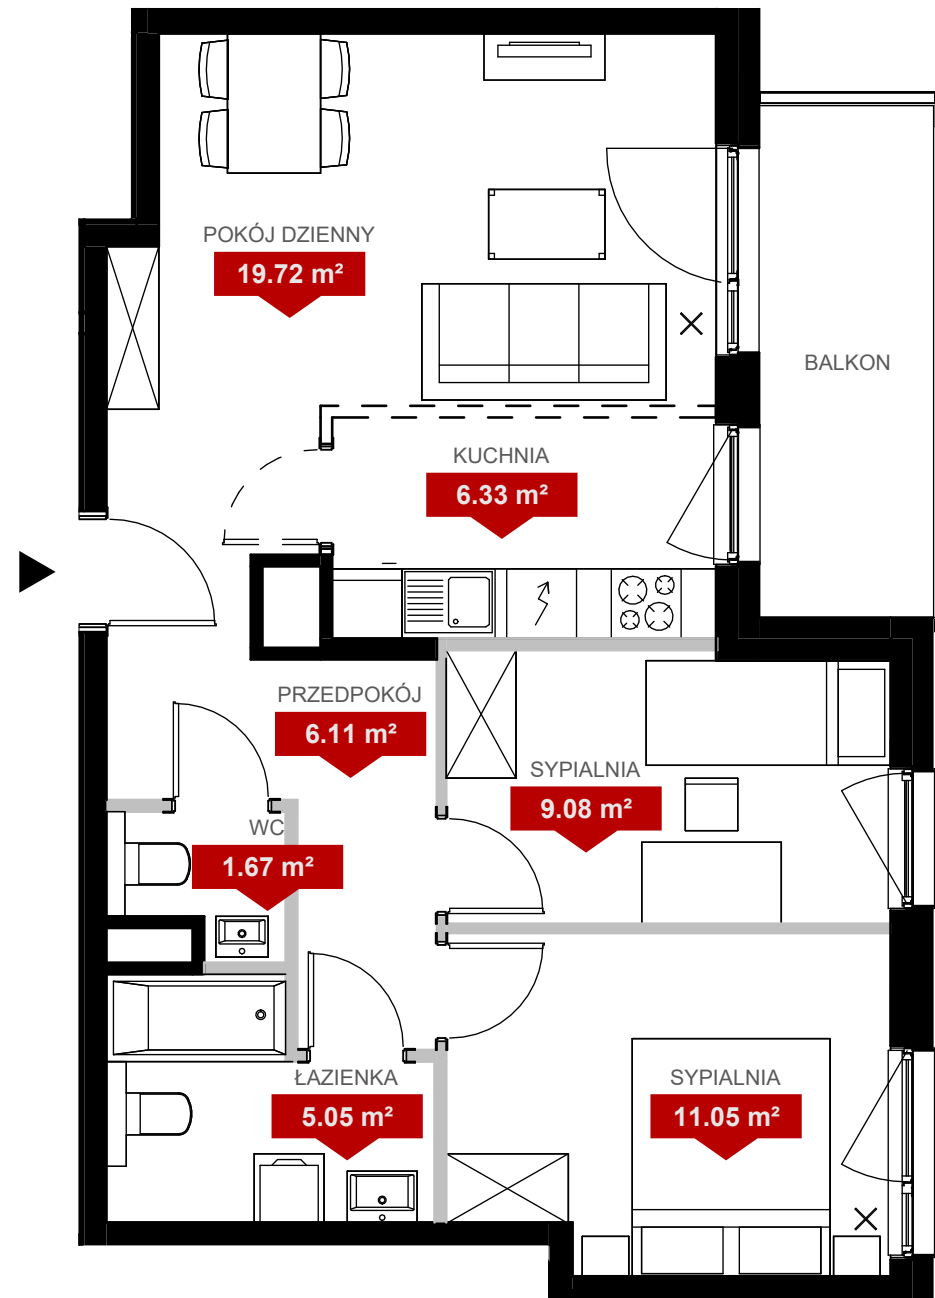 POKÓJ DZIENNY
19.72 m²
BALKON
KUCHNIA
6.33 m²
PRZEDPOKÓJ
6.11 m²
SYPIALNIA
9.08 m²
WC
1.67 m²
ŁAZIENKA
5.05 m²
SYPIALNIA
11.05 m²